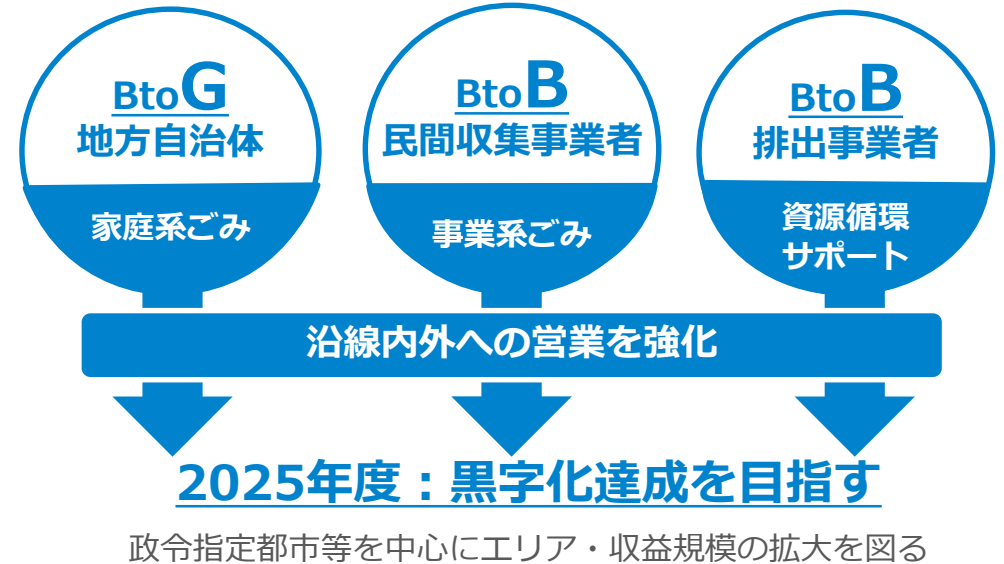 BtoG
地方自治体
家庭系ごみ
BtoB
民間収集事業者
事業系ごみ
BtoB
排出事業者
資源循環
サポート
沿線内外への営業を強化
2025年度：黒字化達成を目指す
政令指定都市等を中心にエリア・収益規模の拡大を図る